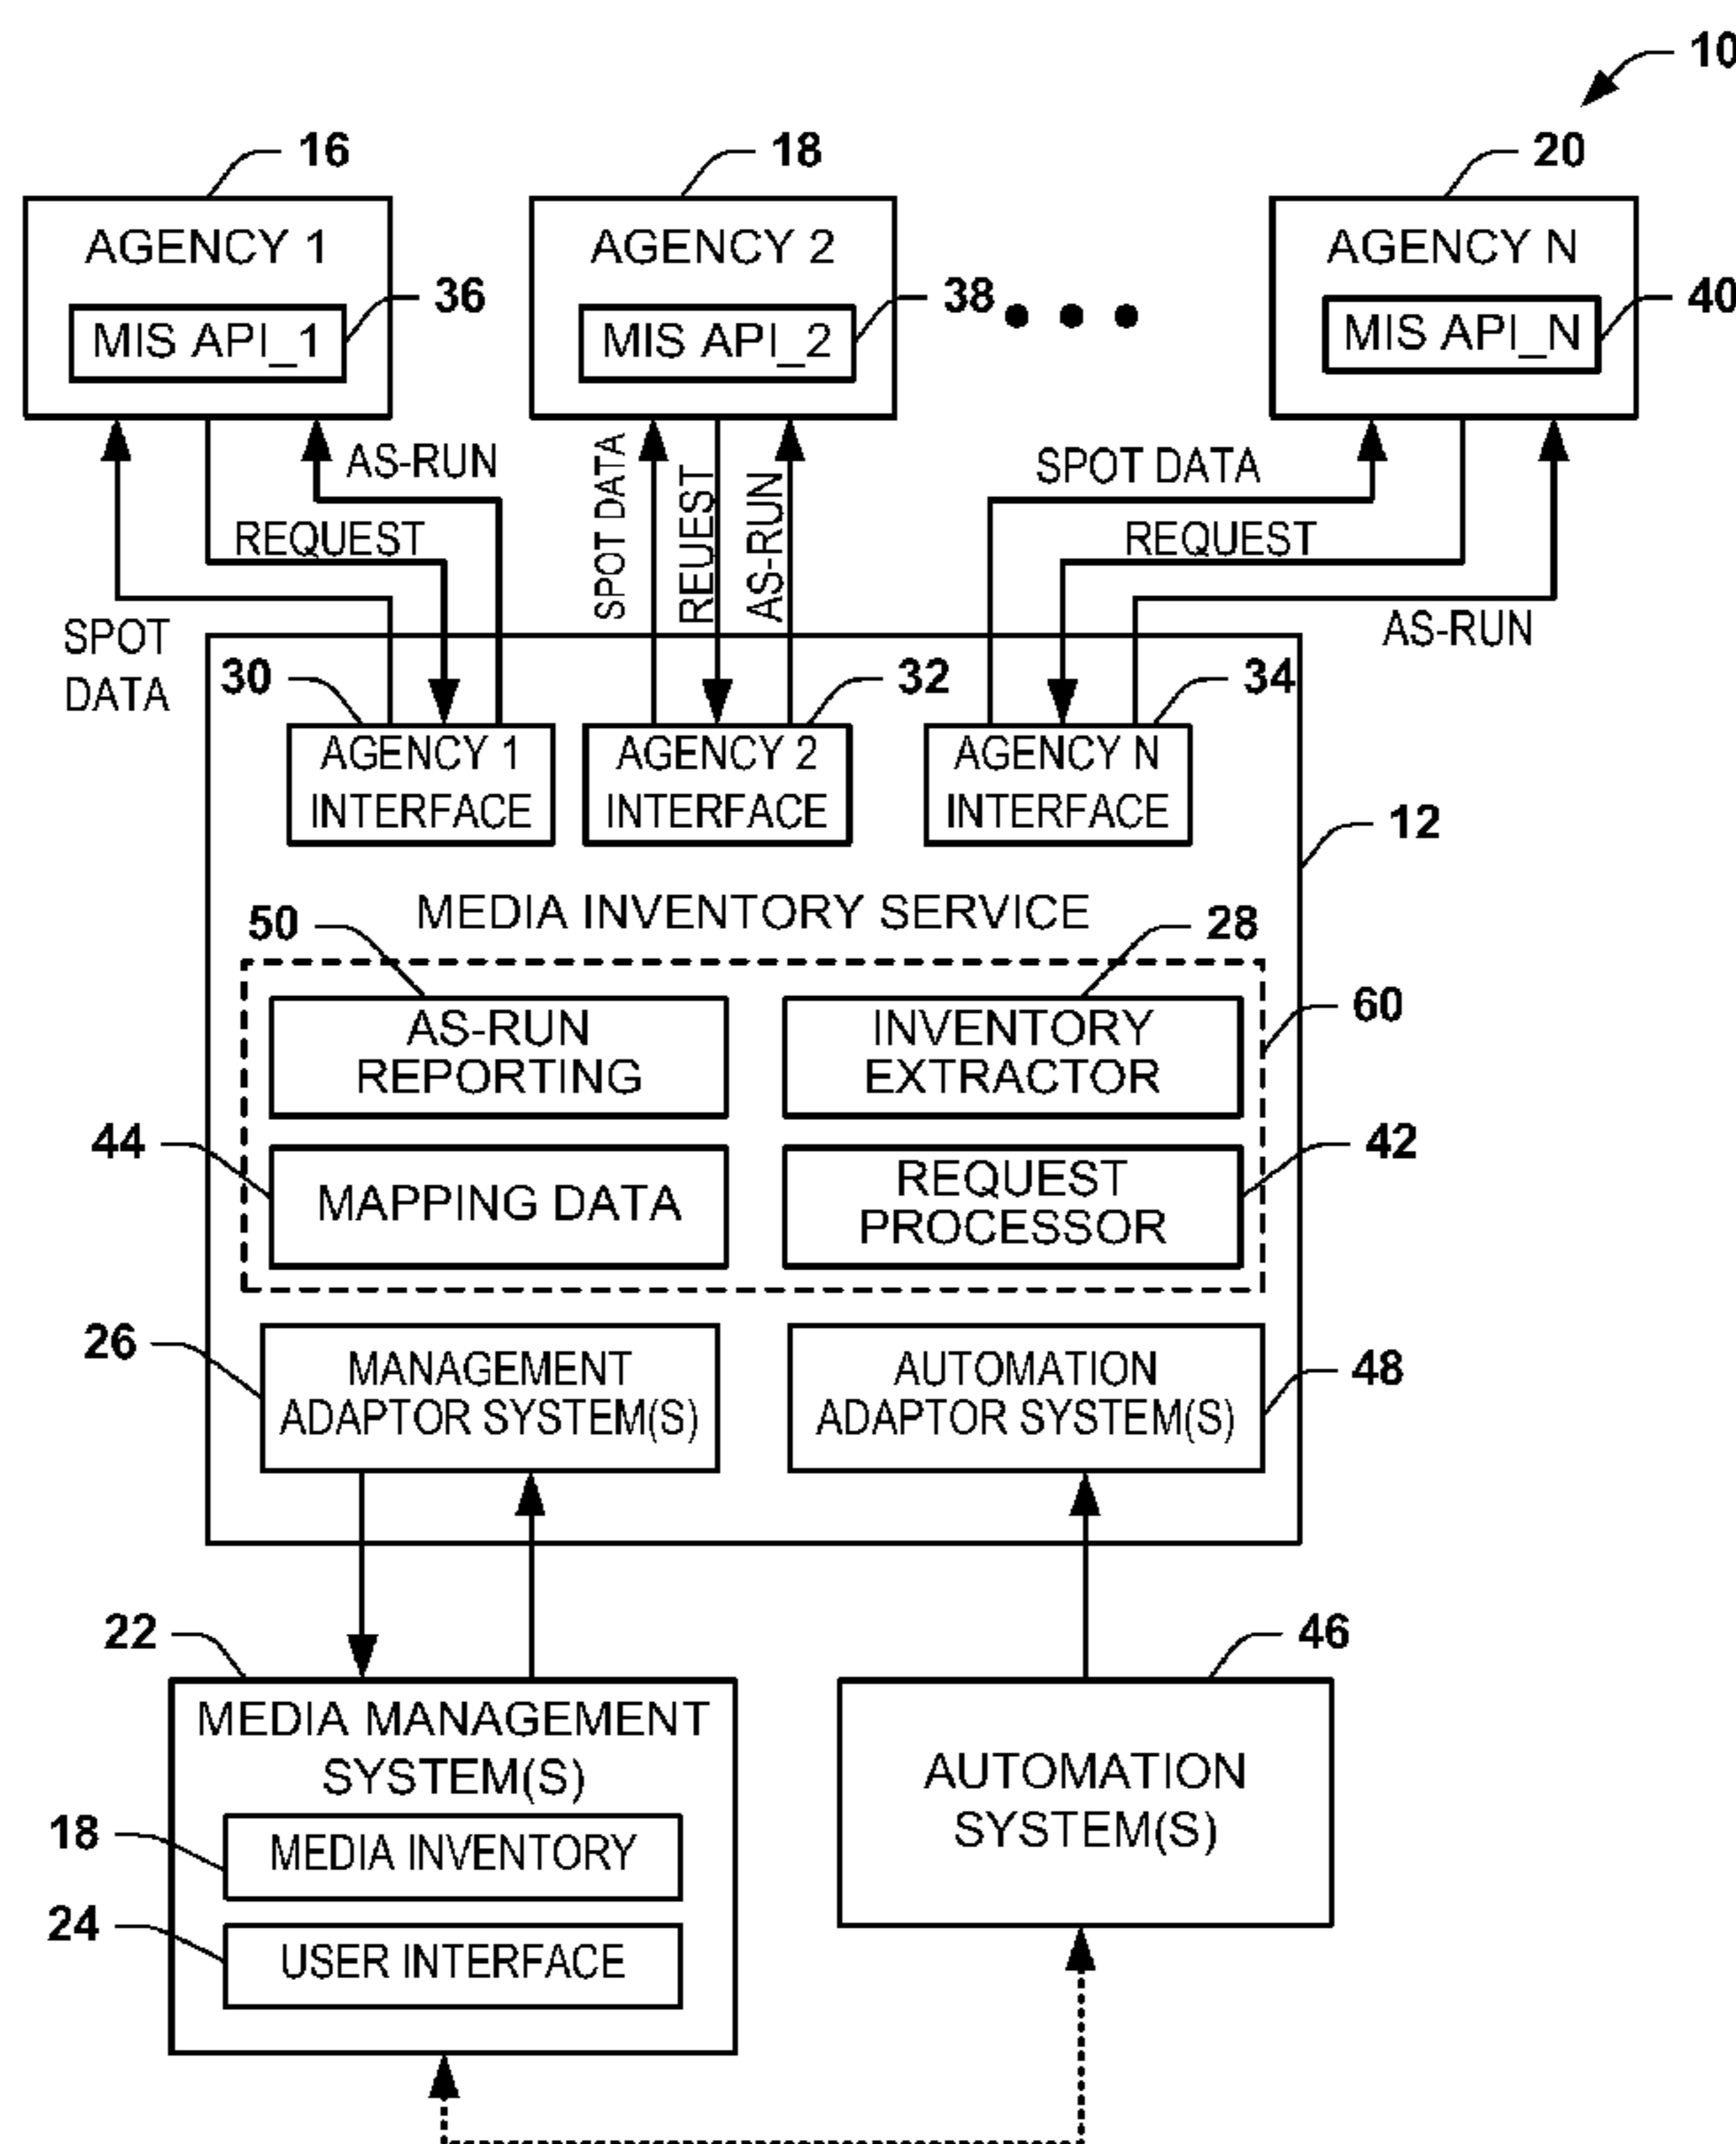 10
16
18
20
AGENCY 1
AGENCY 2
AGENCY N
36
38
40
MIS API_1
MIS API_2
MIS API_N
AS-RUN
REQUEST
SPOT
DATA
SPOT DATA
REUEST
AS-RUN
SPOT DATA
REQUEST
AS-RUN
30
32
34
AGENCY 1
INTERFACE
AGENCY 2
INTERFACE
AGENCY N
INTERFACE
12
MEDIA INVENTORY SERVICE
50
28
60
AS-RUN
REPORTING
INVENTORY
EXTRACTOR
44
42
MAPPING DATA
REQUEST
PROCESSOR
26
48
MANAGEMENT
ADAPTOR SYSTEM(S)
AUTOMATION
ADAPTOR SYSTEM(S)
22
46
MEDIA MANAGEMENT
SYSTEM(S)
AUTOMATION
SYSTEM(S)
18
MEDIA INVENTORY
24
USER INTERFACE